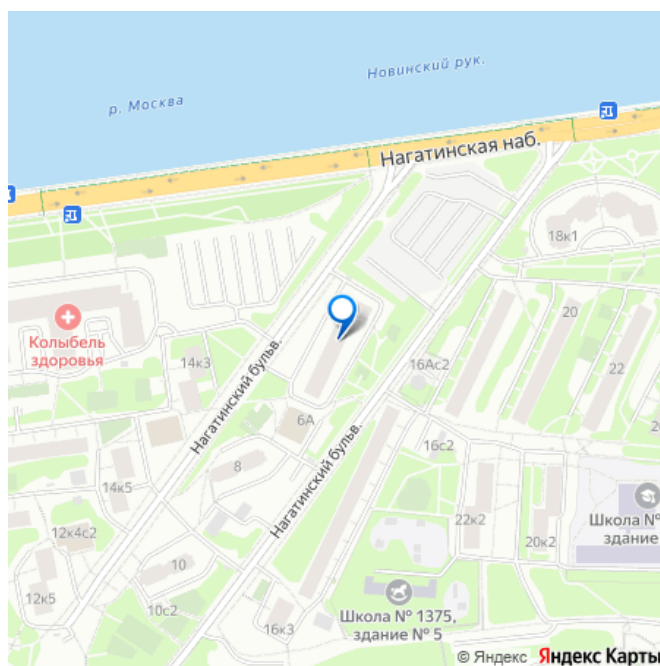 Новинский рук.
р. Москва
Нагатинская наб.
18к1
20
Колыбель
здоровья
14к3
Нагатинский бульв.
16Ас2
22
6А
Нагатинский бульв.
8
16с2
14к5
Школа №
здание
22к2
20к2
12к4с2
10
12к5
10с2
Школа № 1375,
здание № 5
16к3
© Яндекс Яндекс Карты